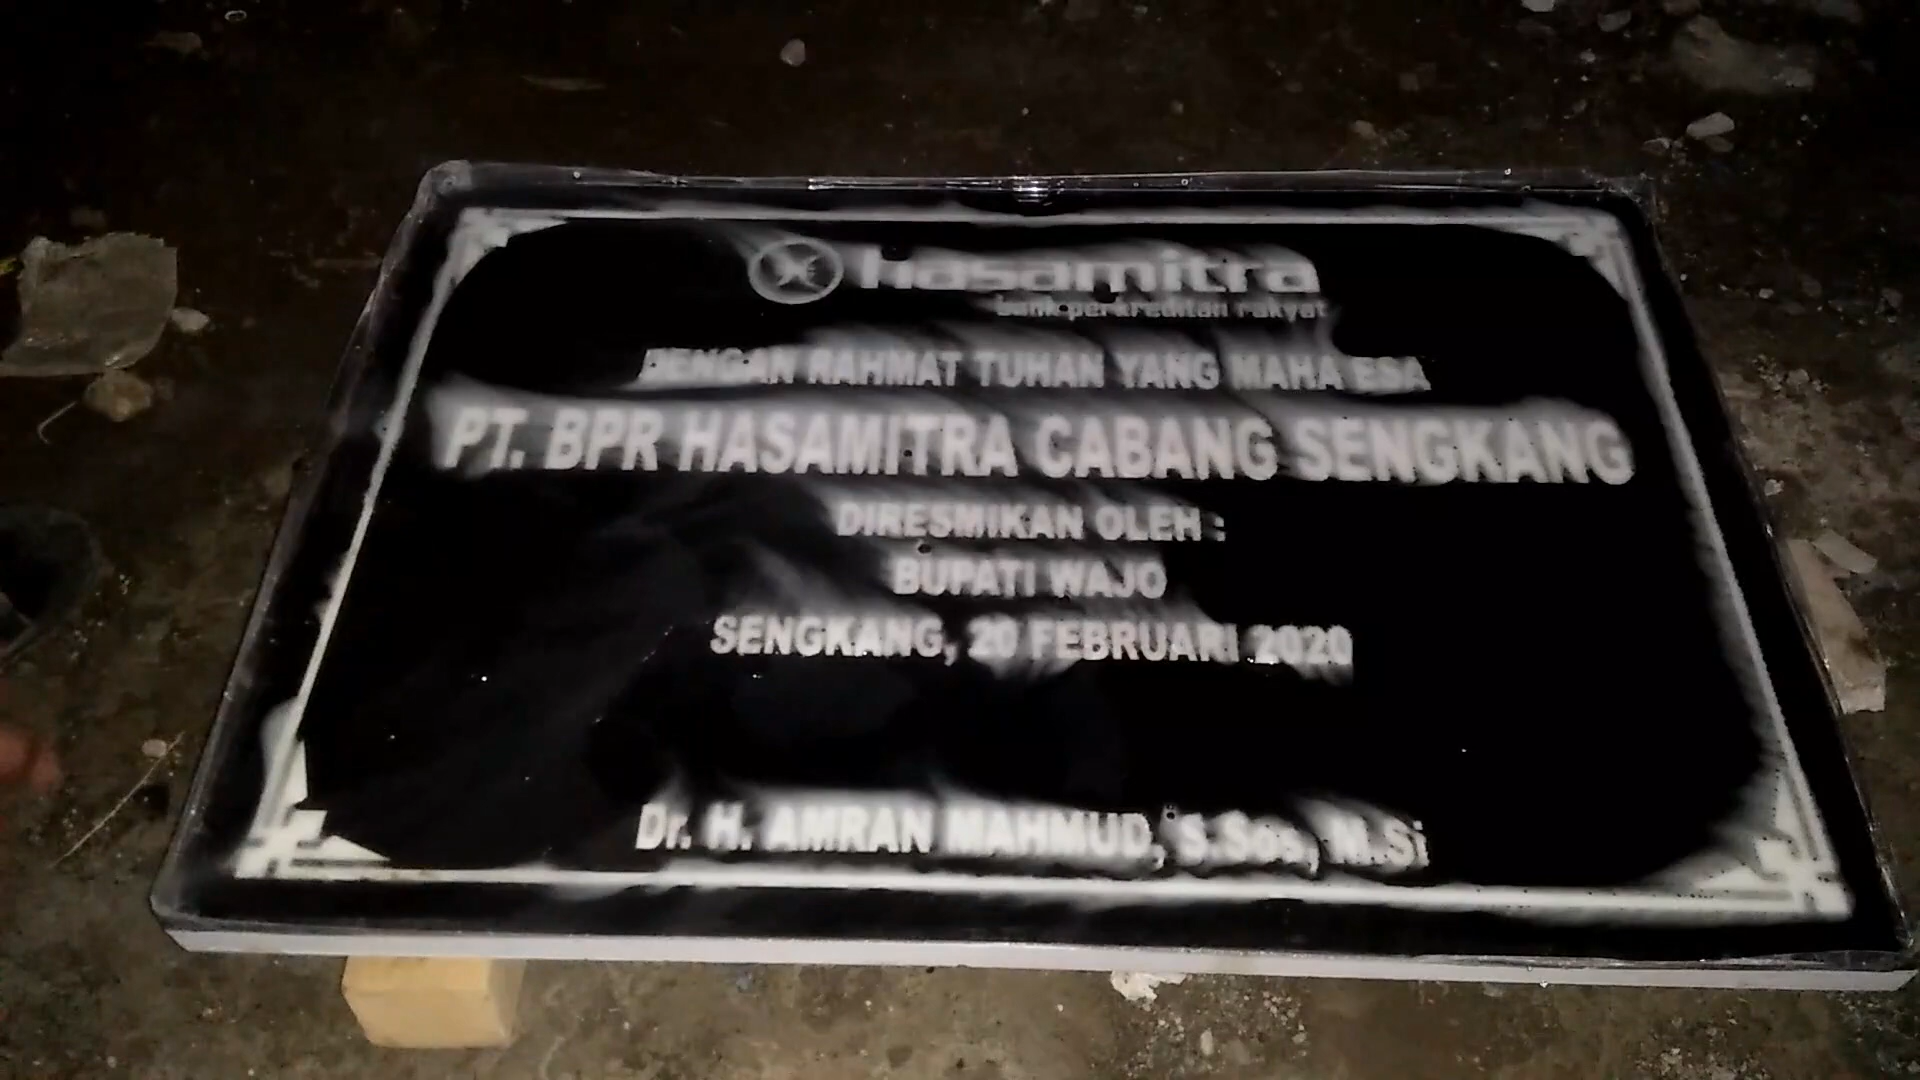 hasamitra
bank perkreditan rakyat
DENGAN RAHMAT TUHAN YANG MAHA ESA
PT. BPR HASAMITRA CABANG SENGKANG
DIRESMIKAN OLEH :
BUPATI WAJO
SENGKANG, 20 FEBRUARI 2020
Dr. H. AMRAN MAHMUD, S.Sos, M.Si